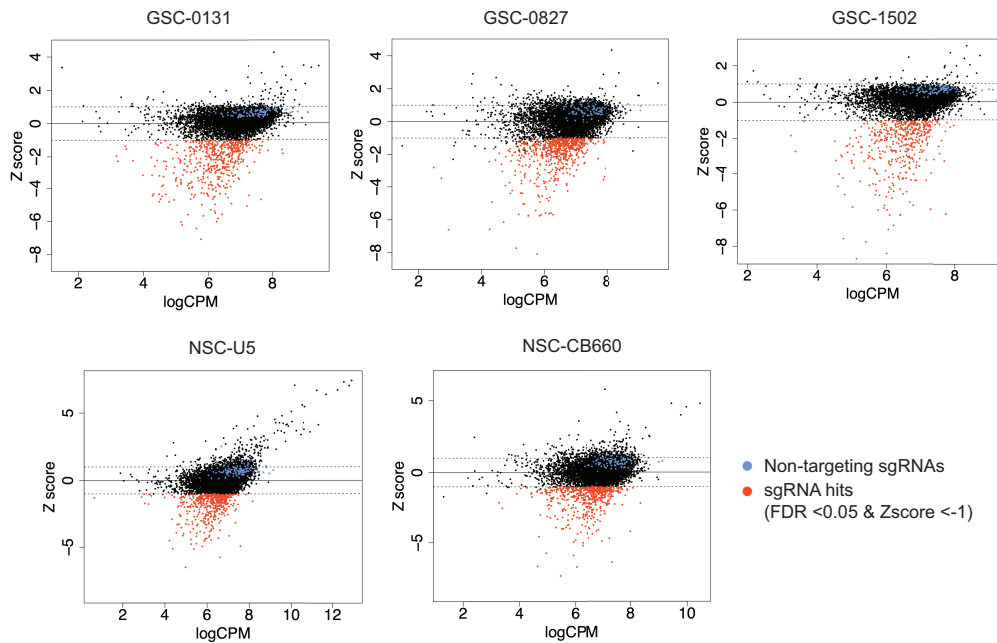 GSC-0131
GSC-0827
GSC-1502
Z score
4
2
0
−2
−4
−6
−8
2
4
6
8
logCPM
Z score
4
2
0
−2
−4
−6
−8
2
4
6
8
logCPM
Z score
2
0
−2
−4
−6
−8
2
4
6
8
logCPM
NSC-U5
NSC-CB660
Z score
5
0
−5
2
4
6
8
10
12
logCPM
Z score
5
0
−5
2
4
6
8
10
logCPM
Non-targeting sgRNAs
sgRNA hits
(FDR <0.05 & Zscore <-1)